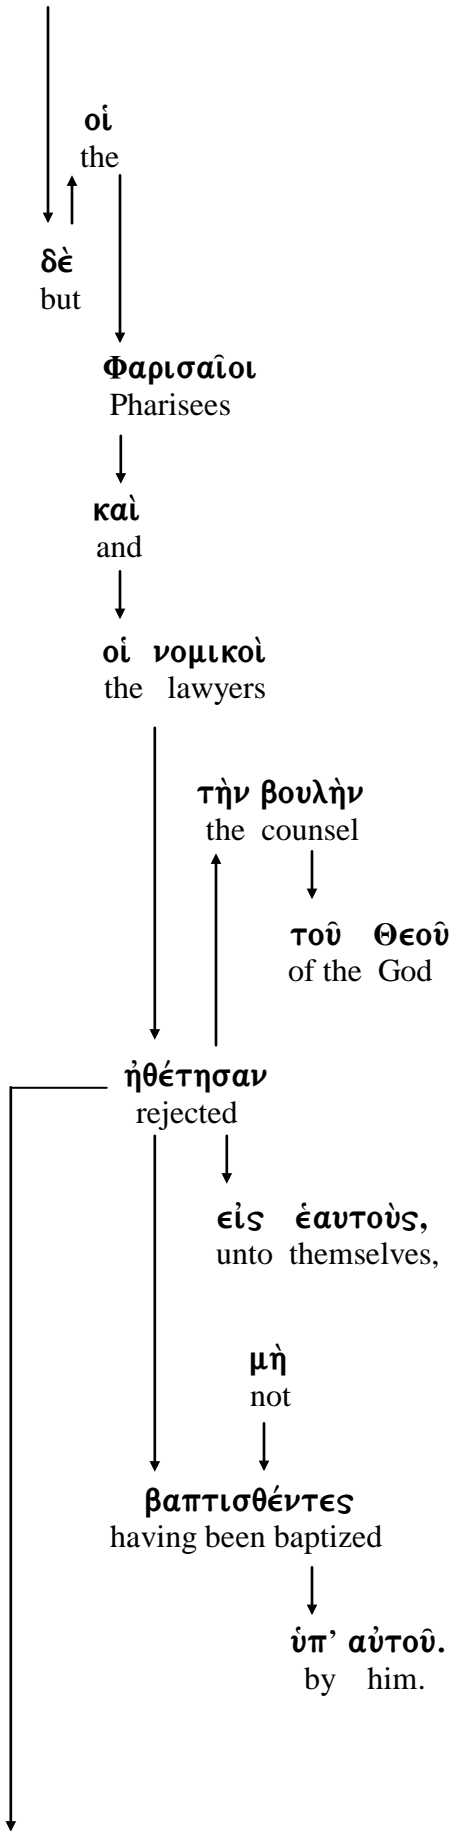 οἱ
the
δὲ
but
Φαρισαῖοι
Pharisees
καὶ
and
οἱ νομικοὶ
the lawyers
τὴν βουλὴν
the counsel
τοῦ Θεοῦ
of the God
ἠθέτησαν
rejected
εἰς ἑαυτοὺς,
unto themselves,
μὴ
not
βαπτισθέντες
having been baptized
ὑπ’ αὐτοῦ.
by him.